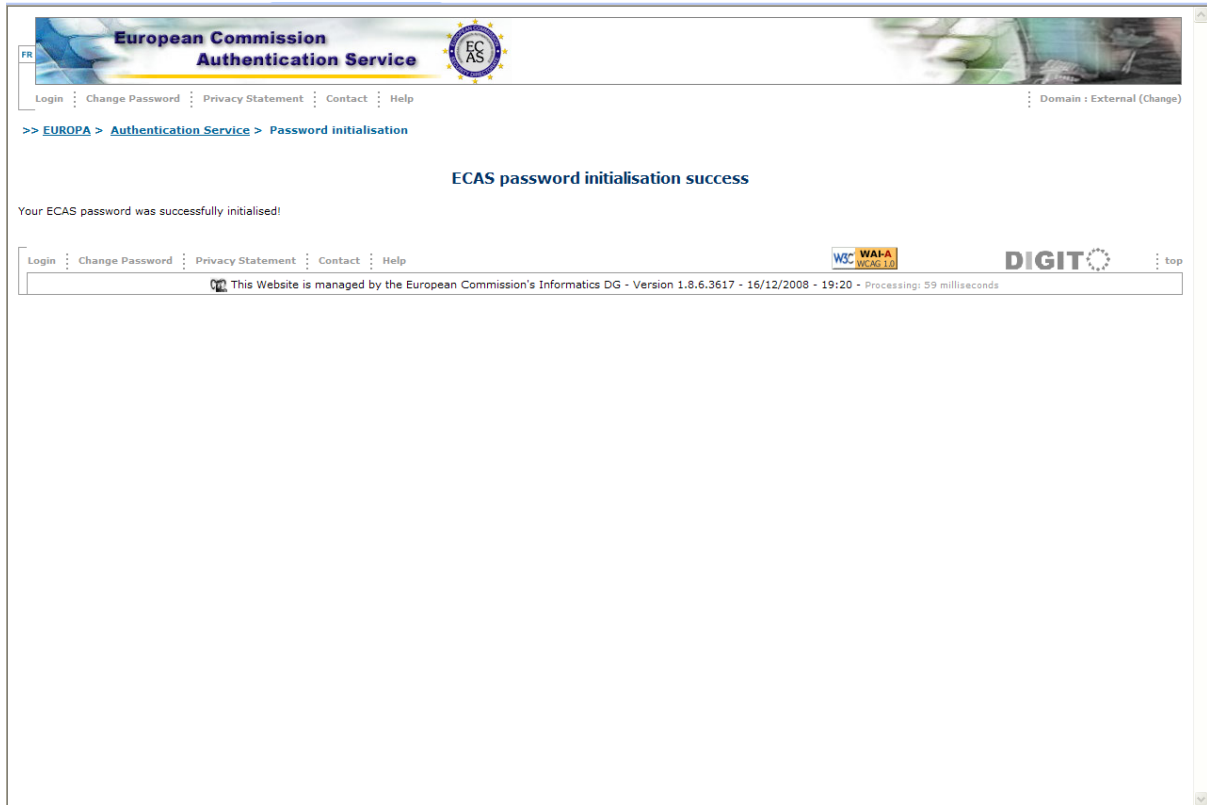 European Commission
Authentication Service
EC
AS
FR
Login Change Password Privacy Statement Contact Help Domain : External (Change)
>> EUROPA > Authentication Service > Password initialisation
ECAS password initialisation success
Your ECAS password was successfully initialised!
Login Change Password Privacy Statement Contact Help W3C WAI-A WCAG 1.0 DIGIT top
This Website is managed by the European Commission's Informatics DG - Version 1.8.6.3617 - 16/12/2008 - 19:20 - Processing: 59 milliseconds